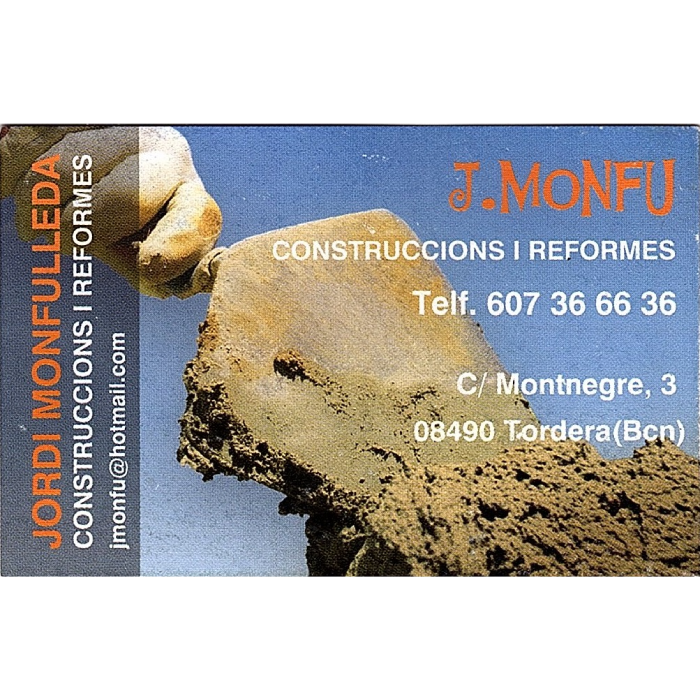 JORDI MONFULLEDA
CONSTRUCCIONS I REFORMES
jmonfu@hotmail.com
J.MONFU
CONSTRUCCIONS I REFORMES
Telf. 607 36 66 36
C/ Montnegre, 3
08490 Tordera(Bcn)